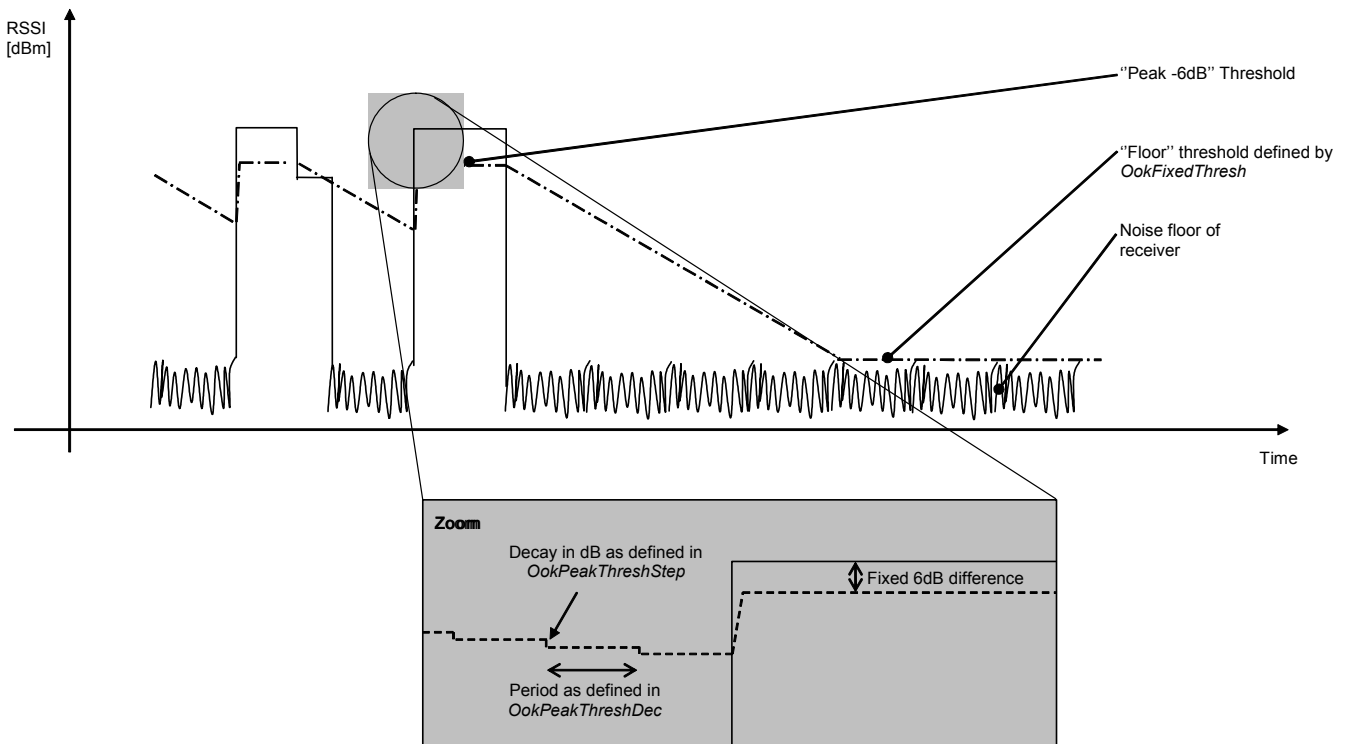 RSSI
[dBm]
‘’Peak -6dB’’ Threshold
‘’Floor’’ threshold defined by
OokFixedThresh
Noise floor of
receiver
Time
Zoom
Decay in dB as defined in
OokPeakThreshStep
Fixed 6dB difference
Period as defined in
OokPeakThreshDec